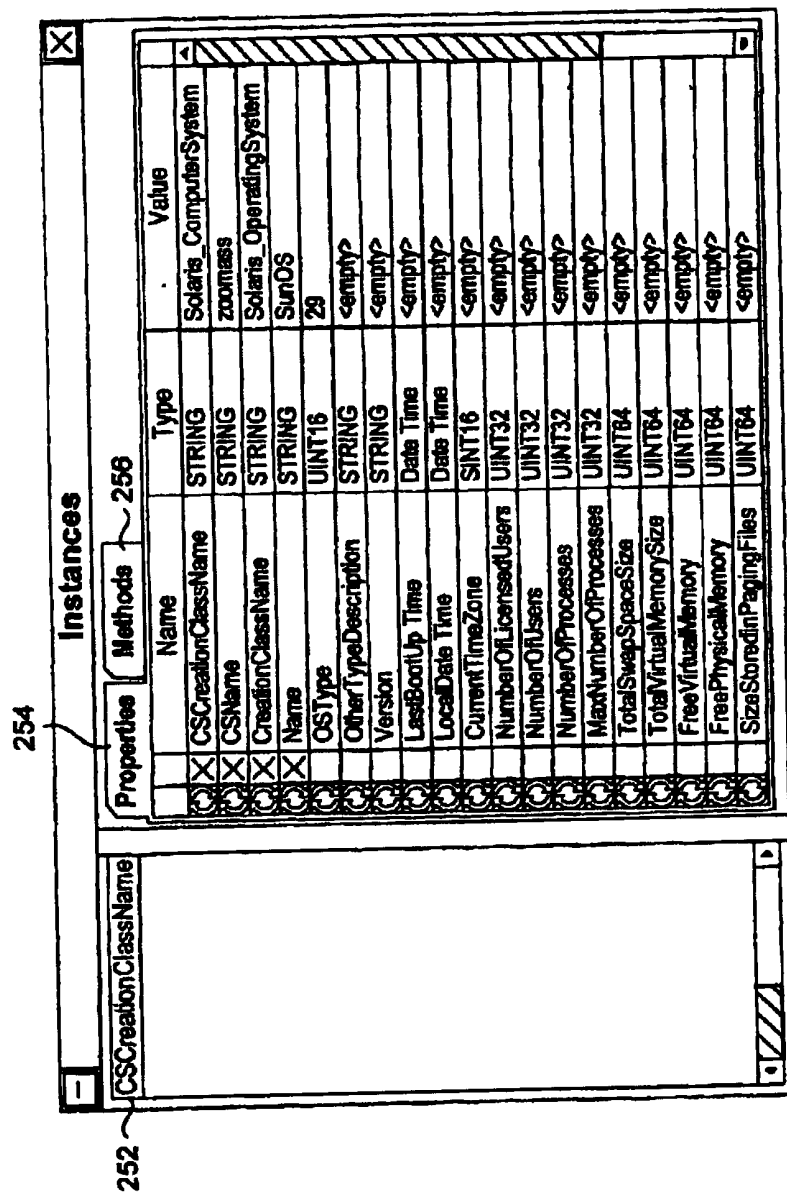 Instances
254
Properties Methods 256
252
CSCreationClassName
Name Type Value
CSCreationClassName STRING Solaris_ComputerSystem
CSName STRING zoomass
CreationClassName STRING Solaris_OperatingSystem
Name STRING SunOS
OSType UINT16 29
OtherTypeDescription STRING <empty>
Version STRING <empty>
LastBootUp Time Date Time <empty>
LocalDate Time Date Time <empty>
CurrentTimeZone SINT16 <empty>
NumberOfLicensedUsers UINT32 <empty>
NumberOfUsers UINT32 <empty>
NumberOfProcesses UINT32 <empty>
MaxNumberOfProcesses UINT32 <empty>
TotalSwapSpaceSize UINT64 <empty>
TotalVirtualMemorySize UINT64 <empty>
FreeVirtualMemory UINT64 <empty>
FreePhysicalMemory UINT64 <empty>
SizeStoredinPagingFiles UINT64 <empty>